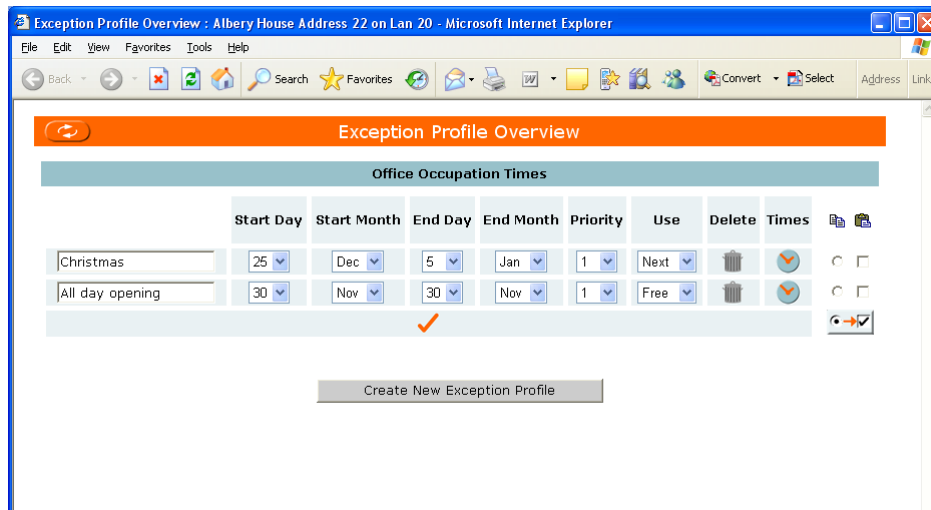 Exception Profile Overview : Albery House Address 22 on Lan 20 - Microsoft Internet Explorer
File Edit View Favorites Tools Help
Back Search Favorites Convert Select Address Link
Exception Profile Overview
Office Occupation Times
Start Day Start Month End Day End Month Priority Use Delete Times
Christmas 25 Dec 5 Jan 1 Next
All day opening 30 Nov 30 Nov 1 Free
Create New Exception Profile